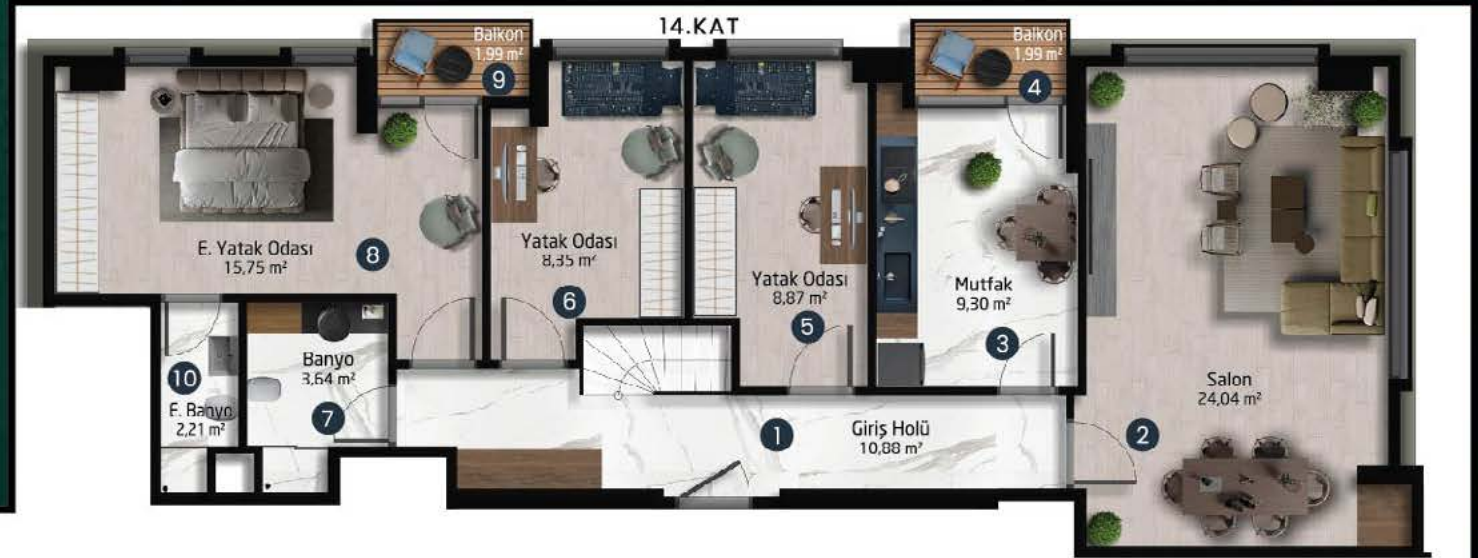 14.KAT
Balkon
1,99 m²
9
Balkon
1,99 m²
4
E. Yatak Odası
15,75 m²
8
Yatak Odası
8,35 m²
6
Yatak Odası
8,87 m²
5
Mutfak
9,30 m²
3
Banyo
3,64 m²
7
10
E. Banyo
2,21 m²
1
Giriş Holü
10,88 m²
2
Salon
24,04 m²